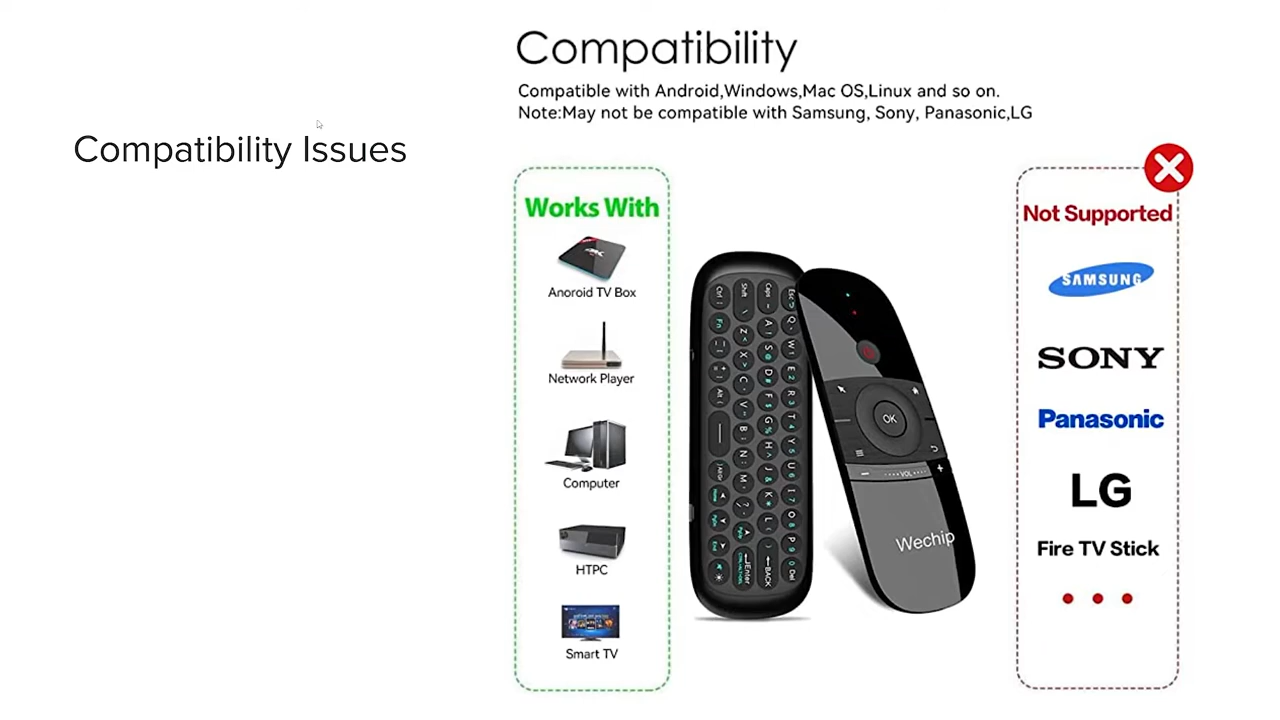 Compatibility
Compatible with Android,Windows,Mac OS,Linux and so on.
Note:May not be compatible with Samsung, Sony, Panasonic,LG
Compatibility Issues
Works With
Anoroid TV Box
Network Player
Computer
HTPC
Smart TV
OK
VOL
Wechip
Not Supported
SAMSUNG
SONY
Panasonic
LG
Fire TV Stick